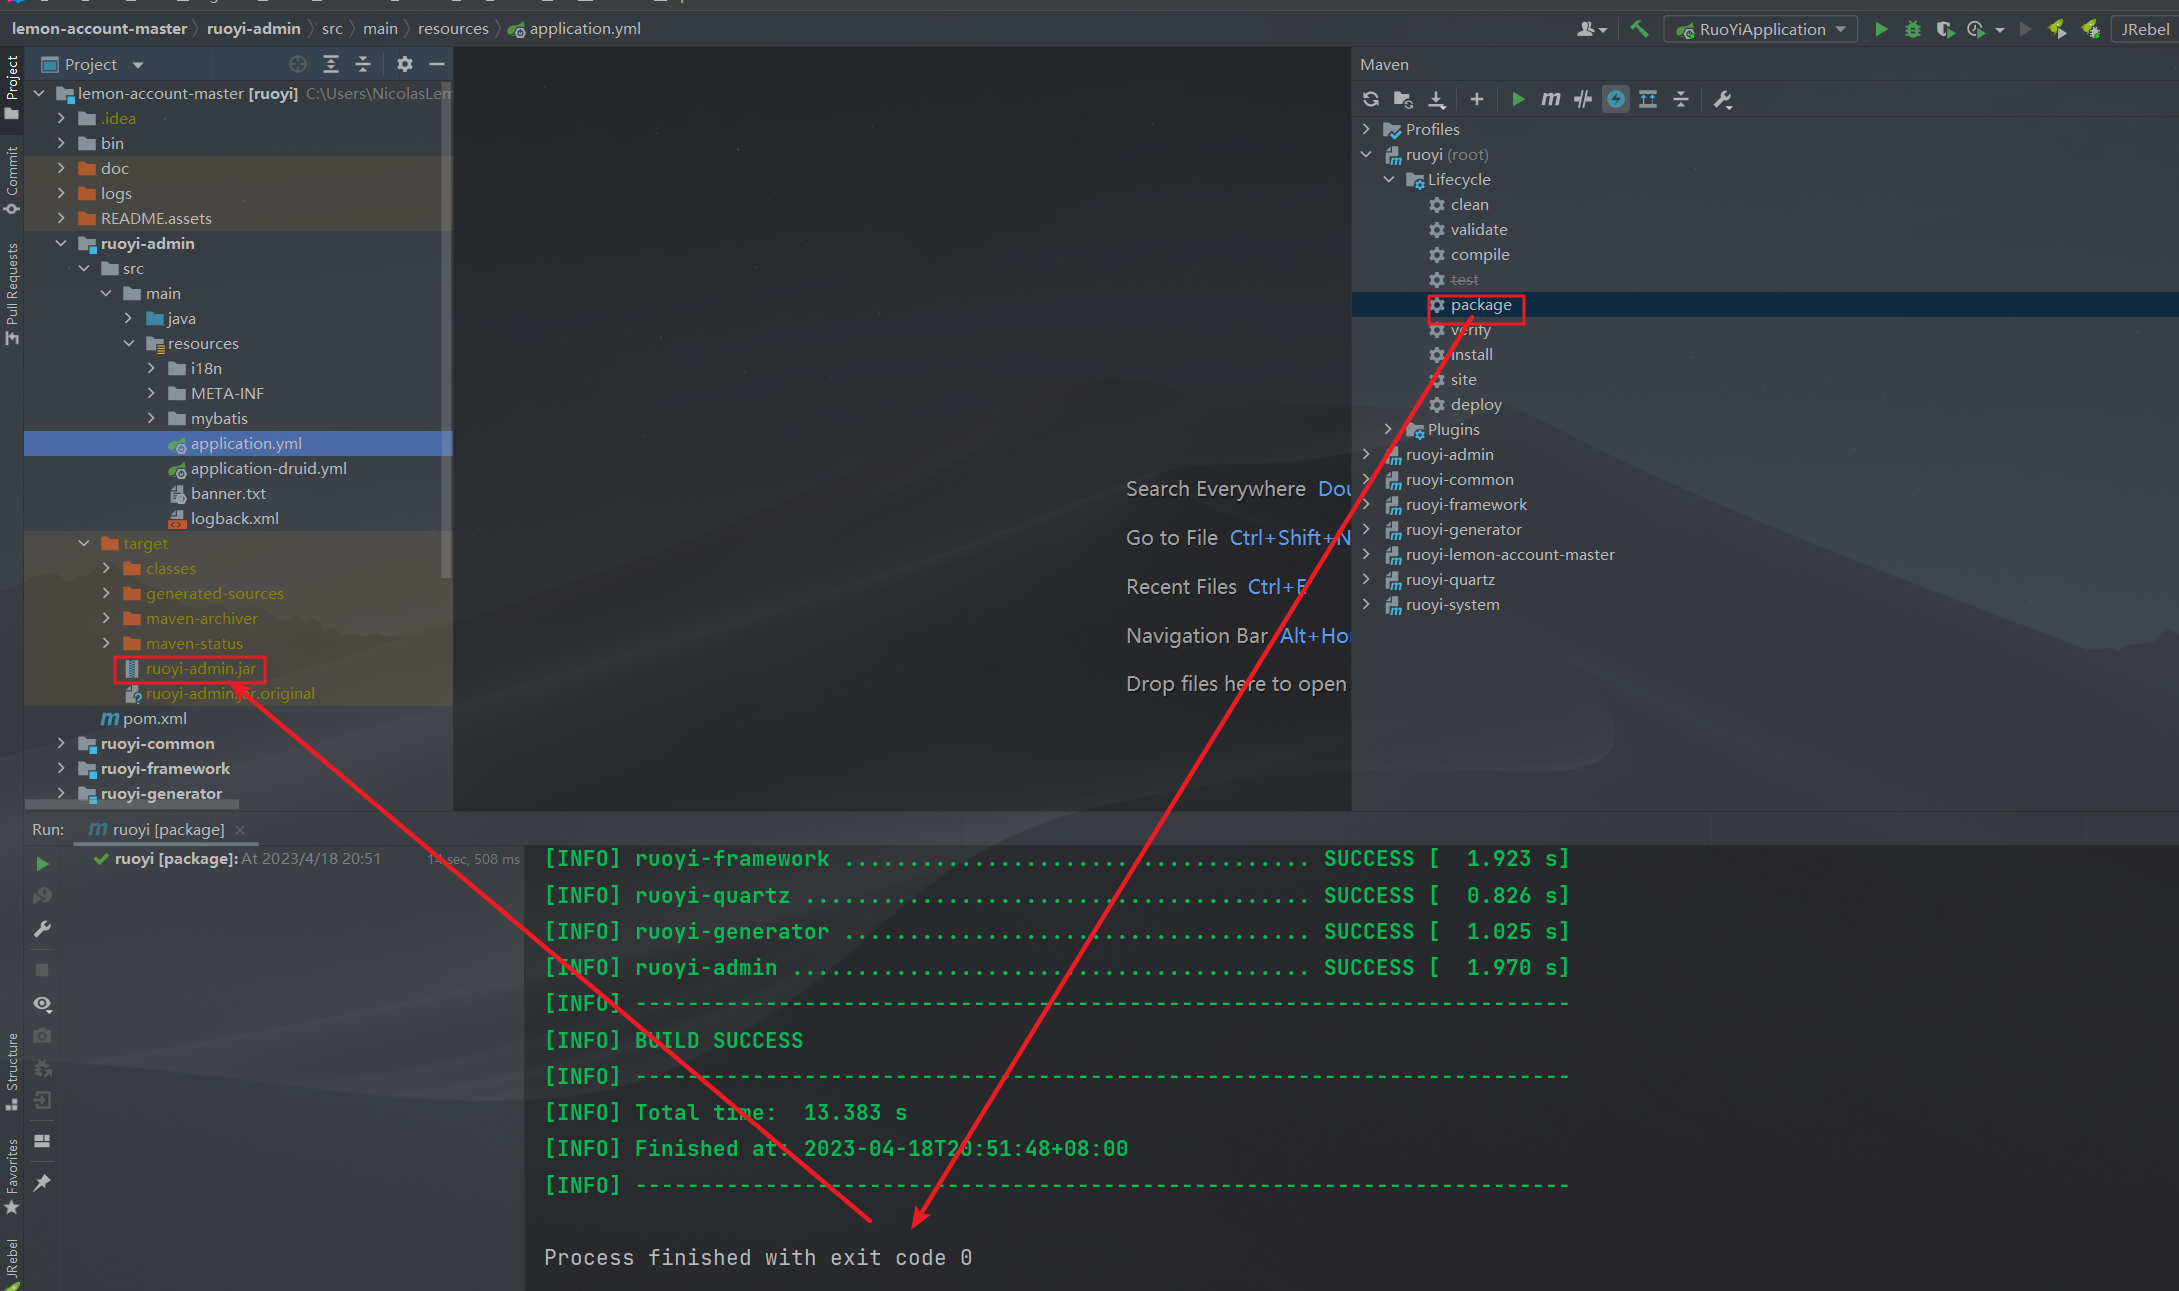 lemon-account-master
ruoyi-admin
src
main
resources
application.yml
RuoYiApplication
JRebel
Project
Commit
Pull Requests
Structure
Favorites
JRebel
Project
lemon-account-master [ruoyi] C:\Users\NicolasLem
.idea
bin
doc
logs
README.assets
ruoyi-admin
src
main
java
resources
i18n
META-INF
mybatis
application.yml
application-druid.yml
banner.txt
logback.xml
target
classes
generated-sources
maven-archiver
maven-status
ruoyi-admin.jar
ruoyi-admin.jar.original
pom.xml
ruoyi-common
ruoyi-framework
ruoyi-generator
Search Everywhere Dou
Go to File Ctrl+Shift+N
Recent Files Ctrl+E
Navigation Bar Alt+Ho
Drop files here to open
Maven
Profiles
ruoyi (root)
Lifecycle
clean
validate
compile
test
package
verify
install
site
deploy
Plugins
ruoyi-admin
ruoyi-common
ruoyi-framework
ruoyi-generator
ruoyi-lemon-account-master
ruoyi-quartz
ruoyi-system
Run:
ruoyi [package]
ruoyi [package]: At 2023/4/18 20:51 14 sec, 508 ms
[INFO] ruoyi-framework .................................... SUCCESS [  1.923 s]
[INFO] ruoyi-quartz ....................................... SUCCESS [  0.826 s]
[INFO] ruoyi-generator .................................... SUCCESS [  1.025 s]
[INFO] ruoyi-admin ........................................ SUCCESS [  1.970 s]
[INFO] ------------------------------------------------------------------------
[INFO] BUILD SUCCESS
[INFO] ------------------------------------------------------------------------
[INFO] Total time:  13.383 s
[INFO] Finished at: 2023-04-18T20:51:48+08:00
[INFO] ------------------------------------------------------------------------
Process finished with exit code 0